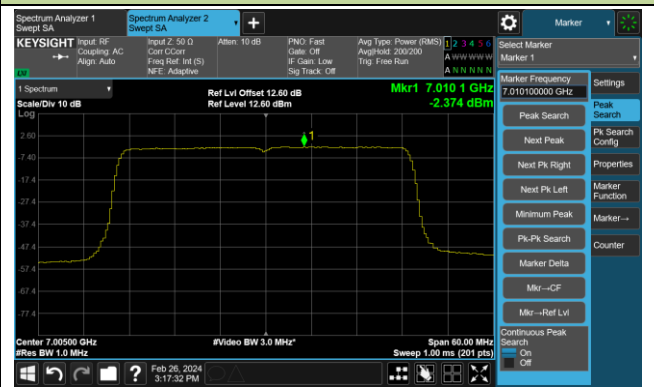 Spectrum Analyzer 1
Swept SA
Spectrum Analyzer 2
Swept SA
Marker
KEYSIGHT
Input: RF
Coupling: AC
Align: Auto
Input Z: 50 Ω
Corr CCorr
Freq Ref: Int (S)
NFE: Adaptive
Atten: 10 dB
PNO: Fast
Gate: Off
IF Gain: Low
Sig Track: Off
Avg Type: Power (RMS)
Avg|Hold: 200/200
Trig: Free Run
1 2 3 4 5 6
A W W W W W
A N N N N N
LXI
Select Marker
Marker 1
1 Spectrum
Scale/Div 10 dB
Log
Ref Lvl Offset 12.60 dB
Ref Level 12.60 dBm
Mkr1 7.010 1 GHz
-2.374 dBm
1
2.60
-7.40
-17.4
-27.4
-37.4
-47.4
-57.4
-67.4
-77.4
Center 7.00500 GHz
#Res BW 1.0 MHz
#Video BW 3.0 MHz*
Span 60.00 MHz
Sweep 1.00 ms (201 pts)
Marker Frequency
7.010100000 GHz
Peak Search
Next Peak
Next Pk Right
Next Pk Left
Minimum Peak
Pk-Pk Search
Marker Delta
Mkr→CF
Mkr→Ref Lvl
Continuous Peak
Search
On
Off
Settings
Peak
Search
Pk Search
Config
Properties
Marker
Function
Marker→
Counter
?
Feb 26, 2024
3:17:32 PM